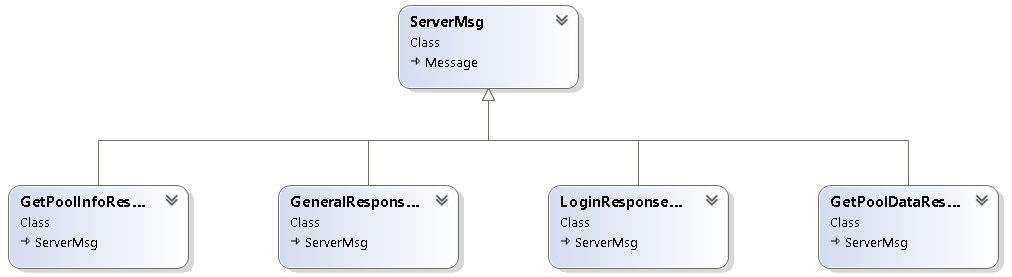 ServerMsg
Class
Message
GetPoolInfoRes...
Class
ServerMsg
GeneralRespons...
Class
ServerMsg
LoginResponse...
Class
ServerMsg
GetPoolDataRes...
Class
ServerMsg